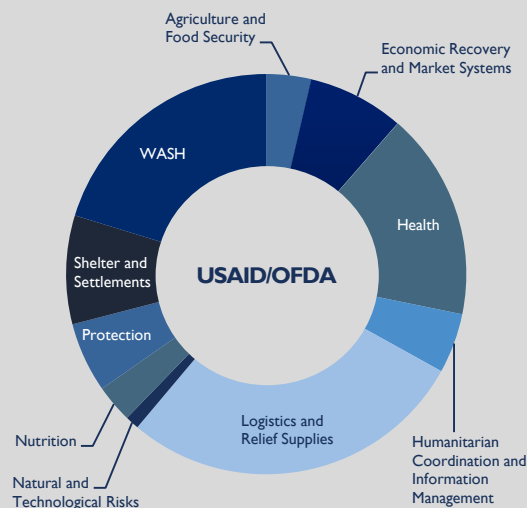 Agriculture and
Food Security
Economic Recovery
and Market Systems
WASH
Health
Shelter and
Settlements
USAID/OFDA
Protection
Logistics and
Relief Supplies
Nutrition
Humanitarian
Coordination and
Information
Management
Natural and
Technological Risks